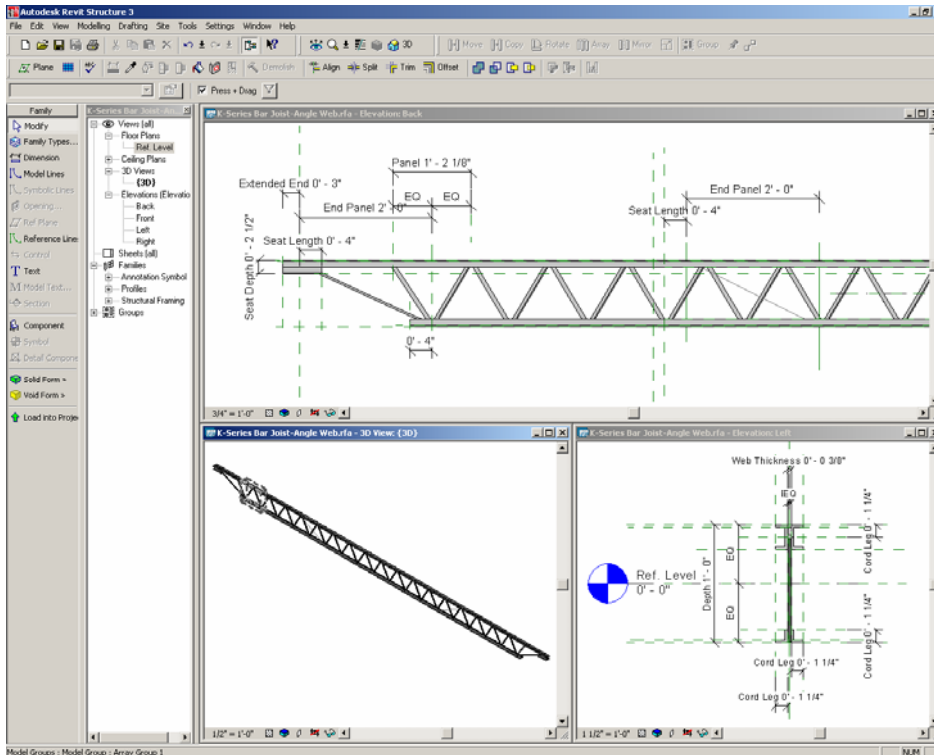 Autodesk Revit Structure 3
File Edit View Modelling Drafting Site Tools Settings Window Help
3D Move Copy Rotate Array Mirror Group
Plane Demolish Align Split Trim Offset
Press + Drag
Family
Modify
Family Types...
Dimension
Model Lines
Symbolic Lines
Opening...
Ref Plane
Reference Line
Control
Text
Model Text...
Section
Component
Symbol
Detail Compone
Solid Form »
Void Form »
Load into Proje
K-Series Bar Joist-An...
Views (all)
Floor Plans
Ref. Level
Ceiling Plans
3D Views
{3D}
Elevations (Elevatio
Back
Front
Left
Right
Sheets (all)
Families
Annotation Symbol
Profiles
Structural Framing
Groups
K-Series Bar Joist-Angle Web.rfa - Elevation: Back
Panel 1' - 2 1/8"
Extended End 0' - 3"
EQ EQ
End Panel 2' - 0"
End Panel 2' - 0"
Seat Length 0' - 4"
Seat Length 0' - 4"
Seat Depth 0' - 2 1/2"
0' - 4"
3/4" = 1'-0"
K-Series Bar Joist-Angle Web.rfa - 3D View: {3D}
1/2" = 1'-0"
K-Series Bar Joist-Angle Web.rfa - Elevation: Left
Web Thickness 0' - 0 3/8"
EQ
Cord Leg 0' - 1 1/4"
EQ
Ref. Level
0' - 0"
Depth 1' - 0"
EQ
Cord Leg 0' - 1 1/4"
Cord Leg 0' - 1 1/4"
Cord Leg 0' - 1 1/4"
1 1/2" = 1'-0"
Model Groups : Model Group : Array Group 1
NUM